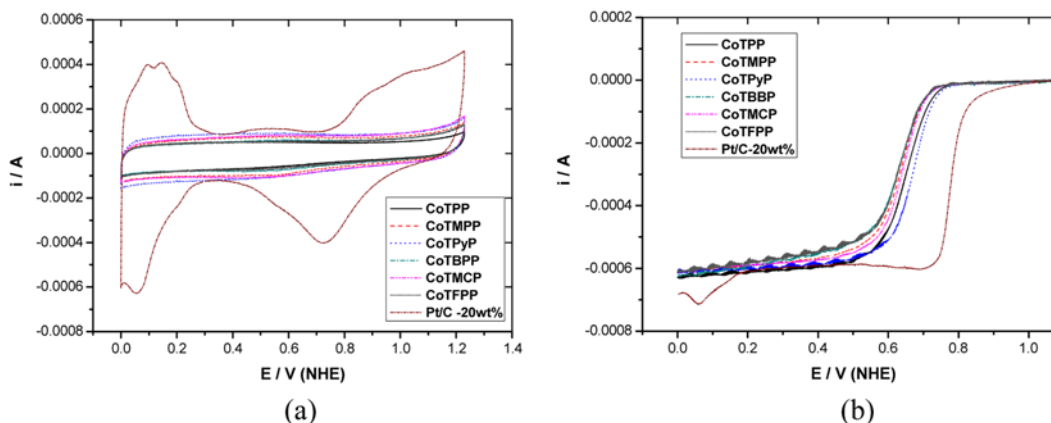 0.0006
0.0004
0.0002
0.0000
-0.0002
-0.0004
-0.0006
-0.0008
i / A
CoTPP
CoTMPP
CoTPyP
CoTBPP
CoTMCP
CoTFPP
Pt/C -20wt%
0.0 0.2 0.4 0.6 0.8 1.0 1.2 1.4
E / V (NHE)
(a)
0.0002
0.0000
-0.0002
-0.0004
-0.0006
-0.0008
i / A
CoTPP
CoTMPP
CoTPyP
CoTBBP
CoTMCP
CoTFPP
Pt/C-20wt%
0.0 0.2 0.4 0.6 0.8 1.0
E / V (NHE)
(b)